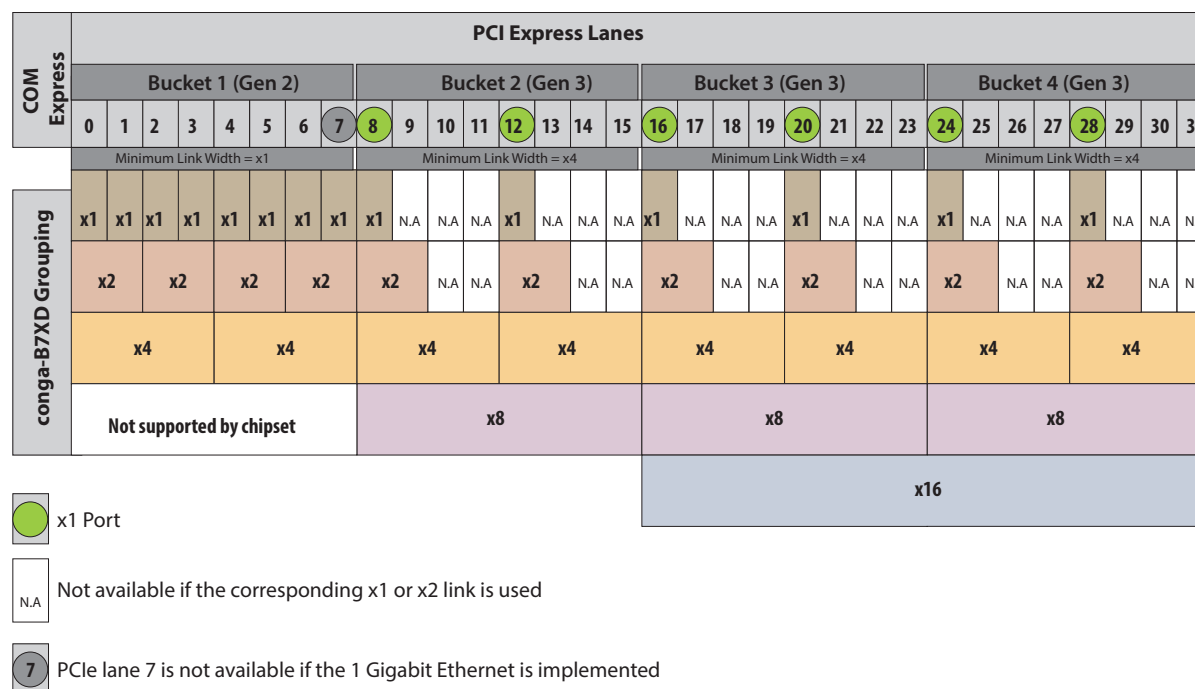 PCI Express Lanes
COM Express
Bucket 1 (Gen 2) Bucket 2 (Gen 3) Bucket 3 (Gen 3) Bucket 4 (Gen 3)
0 1 2 3 4 5 6 7 8 9 10 11 12 13 14 15 16 17 18 19 20 21 22 23 24 25 26 27 28 29 30
Minimum Link Width = x1 Minimum Link Width = x4 Minimum Link Width = x4 Minimum Link Width = x4
conga-B7XD Grouping
x1 x1 x1 x1 x1 x1 x1 x1 x1 N.A N.A N.A x1 N.A N.A N.A x1 N.A N.A N.A x1 N.A N.A N.A x1 N.A N.A N.A x1 N.A N.A
x2 x2 x2 x2 x2 N.A N.A x2 N.A N.A x2 N.A N.A x2 N.A N.A x2 N.A N.A x2 N.A
x4 x4 x4 x4 x4 x4 x4 x4
Not supported by chipset x8 x8 x8
x16
x1 Port
N.A Not available if the corresponding x1 or x2 link is used
7 PCIe lane 7 is not available if the 1 Gigabit Ethernet is implemented